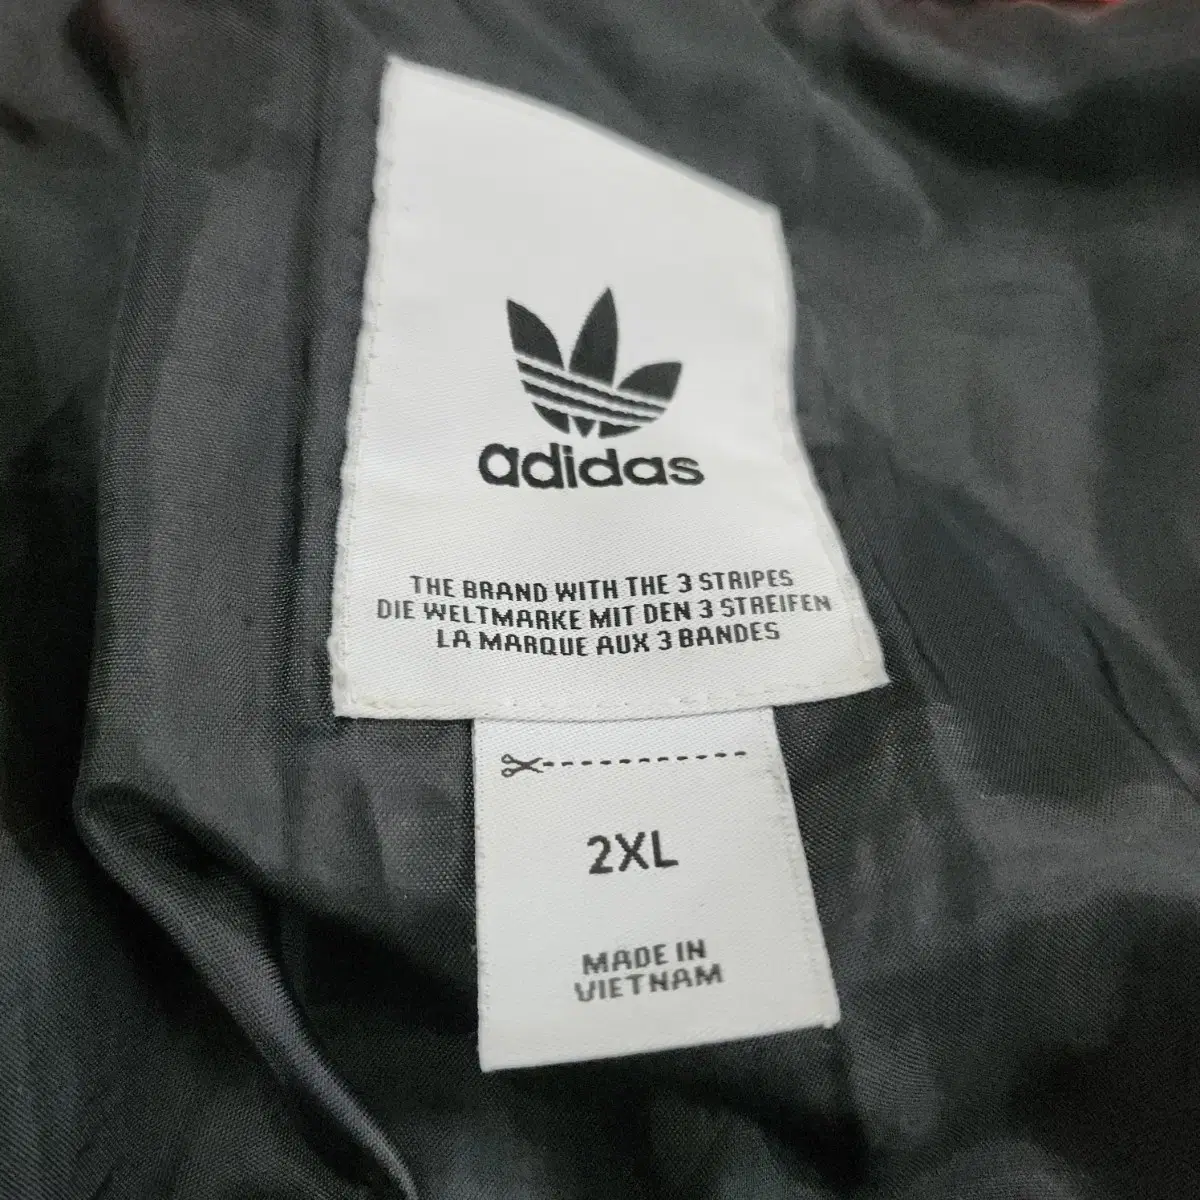 adidas
THE BRAND WITH THE 3 STRIPES
DIE WELTMARKE MIT DEN 3 STREIFEN
LA MARQUE AUX 3 BANDES
2XL
MADE IN
VIETNAM